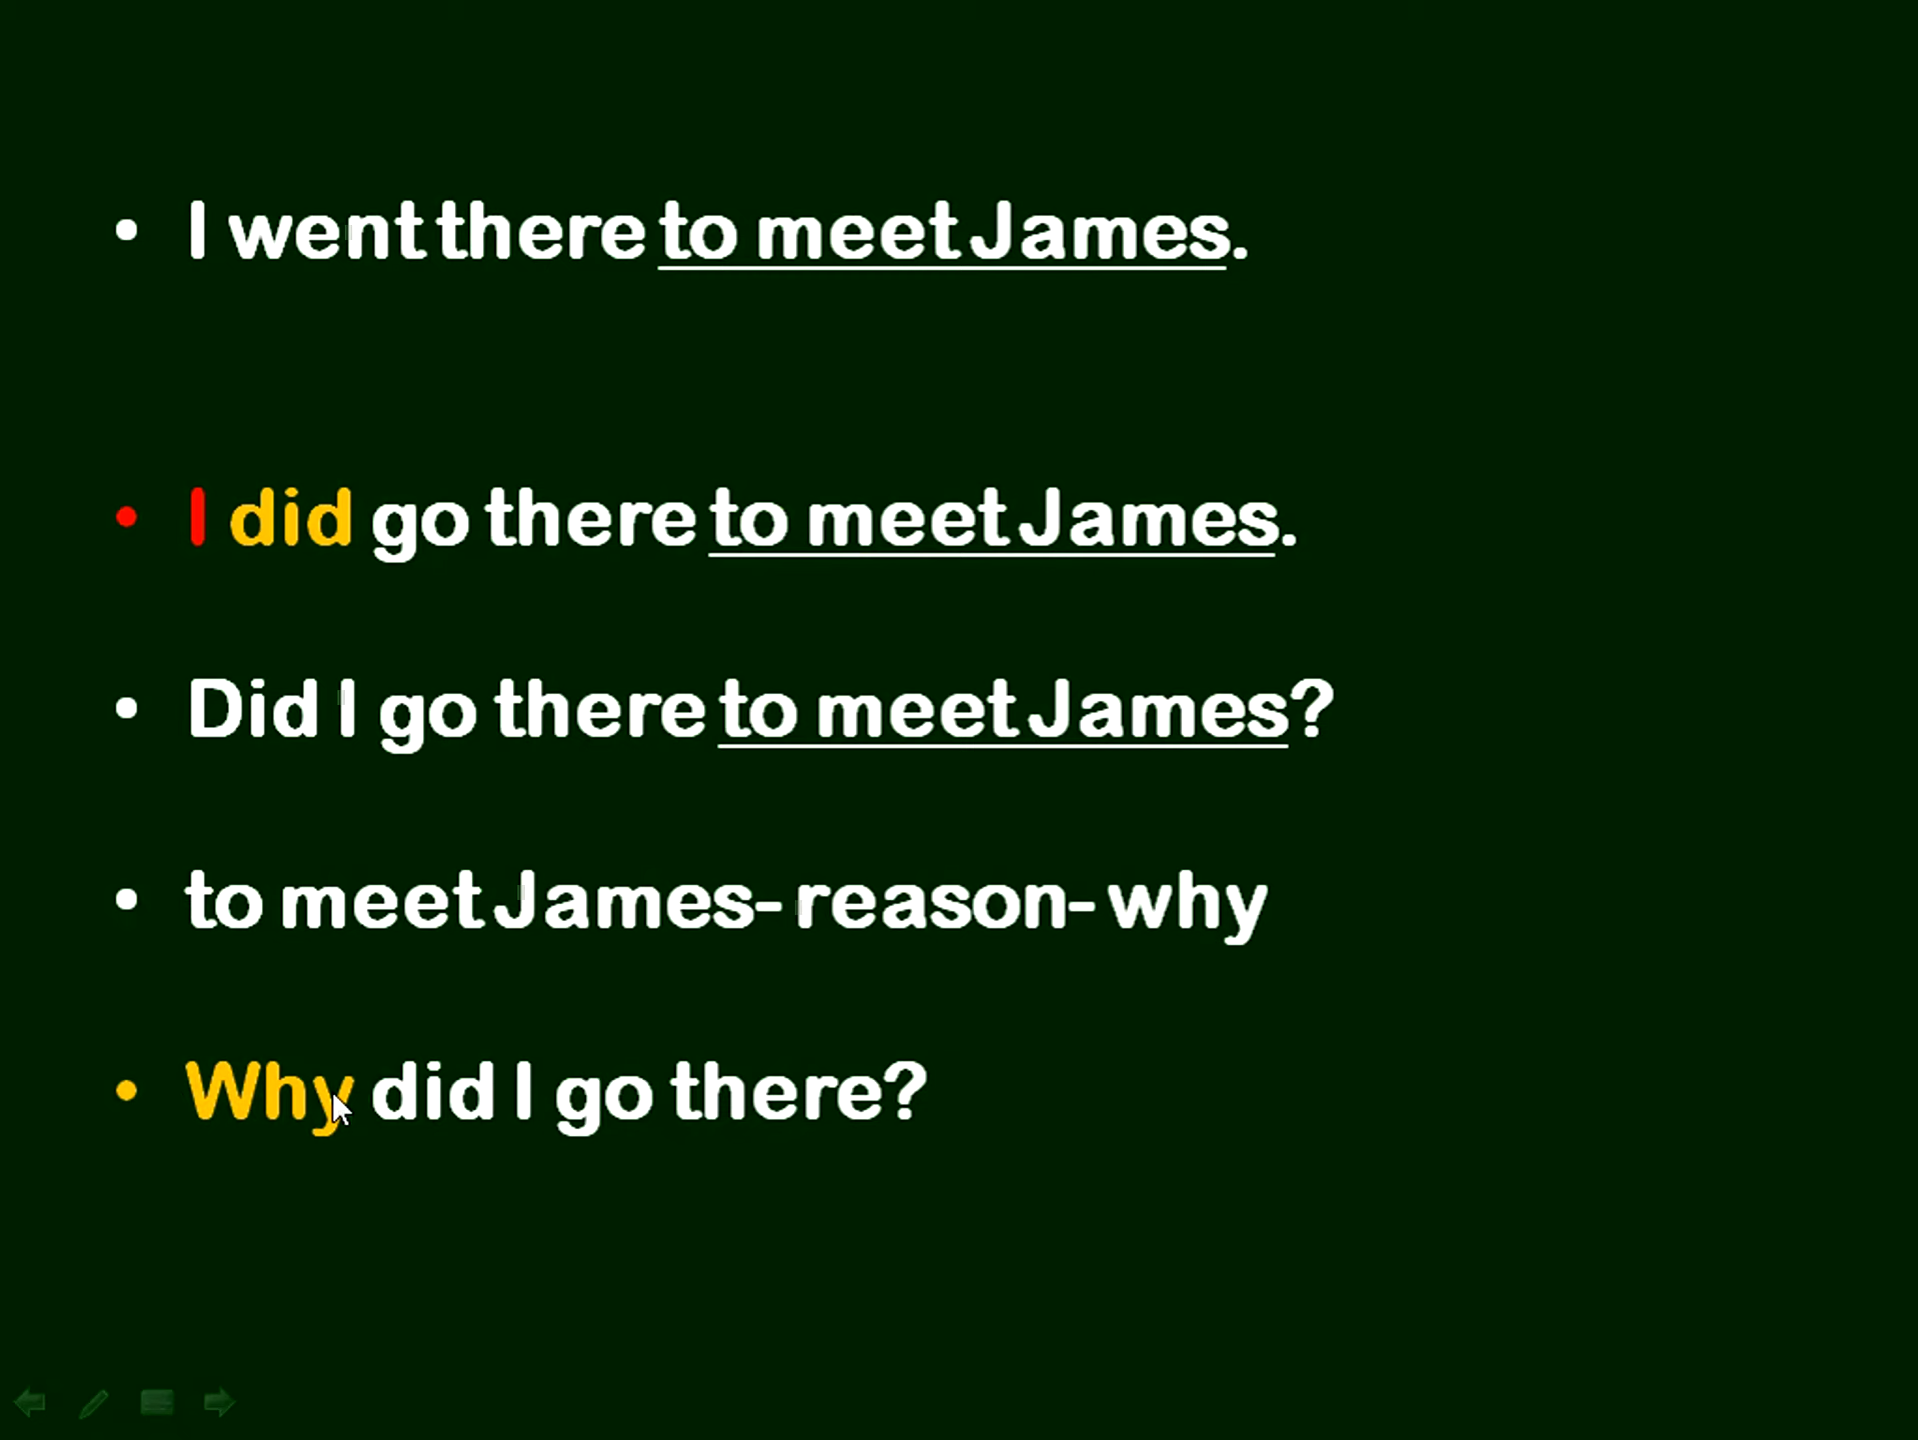 • I went there to meet James.
• I did go there to meet James.
• Did I go there to meet James?
• to meet James- reason- why
• Why did I go there?